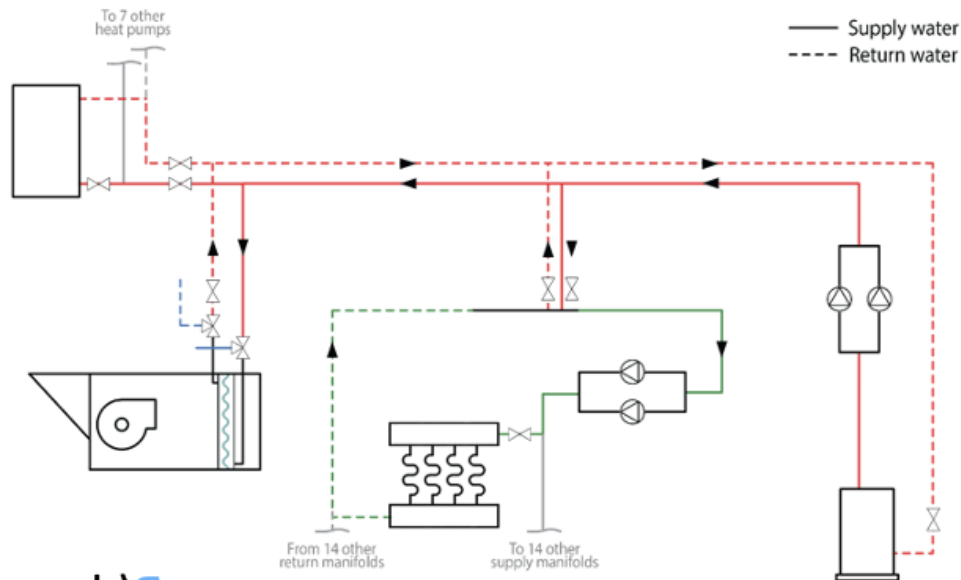 To 7 other
heat pumps
Supply water
Return water
From 14 other
return manifolds
To 14 other
supply manifolds